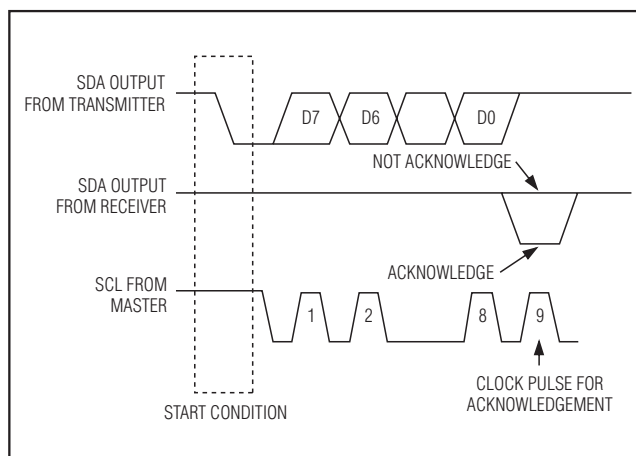 SDA OUTPUT
FROM TRANSMITTER
D7
D6
D0
NOT ACKNOWLEDGE
SDA OUTPUT
FROM RECEIVER
ACKNOWLEDGE
SCL FROM
MASTER
1
2
8
9
START CONDITION
CLOCK PULSE FOR
ACKNOWLEDGEMENT